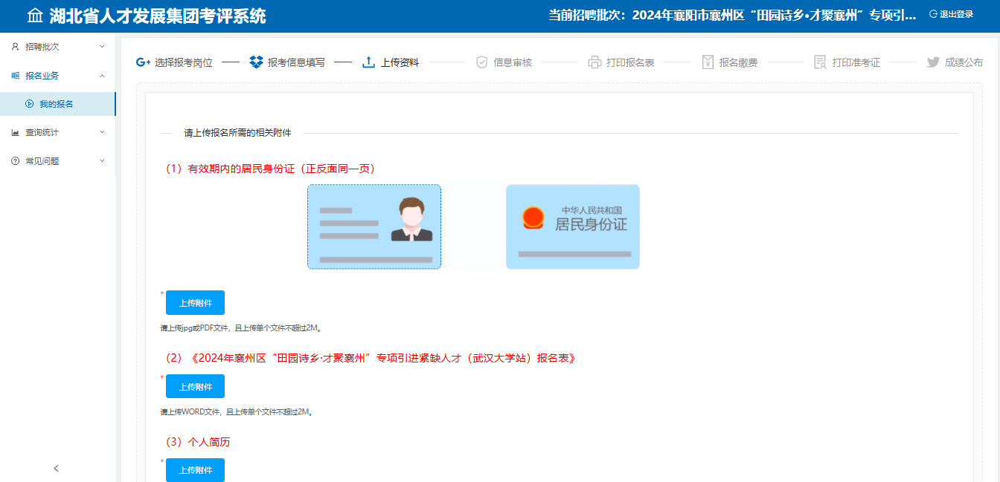 湖北省人才发展集团考评系统
当前招聘批次：2024年襄阳市襄州区“田园诗乡·才聚襄州”专项引...
退出登录
招聘批次
报名业务
我的报名
查询统计
常见问题
选择报考岗位
报考信息填写
上传资料
信息审核
打印报名表
报名缴费
打印准考证
成绩公布
请上传报名所需的相关附件
（1）有效期内的居民身份证（正反面同一页）
中华人民共和国
居民身份证
* 上传附件
请上传jpg或PDF文件，且上传单个文件不超过2M。
（2）《2024年襄州区“田园诗乡·才聚襄州”专项引进紧缺人才（武汉大学站）报名表》
* 上传附件
请上传WORD文件，且上传单个文件不超过2M。
（3）个人简历
* 上传附件